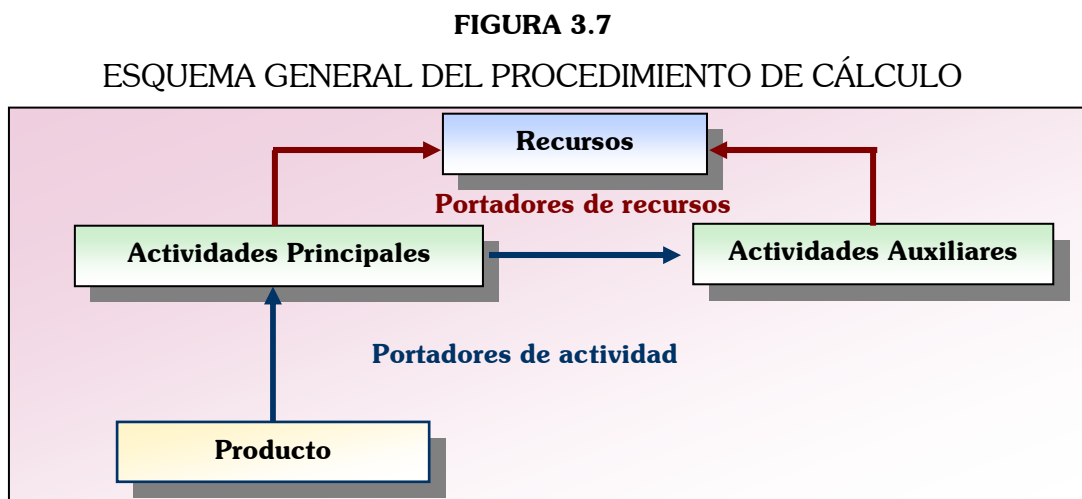 FIGURA 3.7
ESQUEMA GENERAL DEL PROCEDIMIENTO DE CÁLCULO
Recursos
Portadores de recursos
Actividades Principales
Actividades Auxiliares
Portadores de actividad
Producto